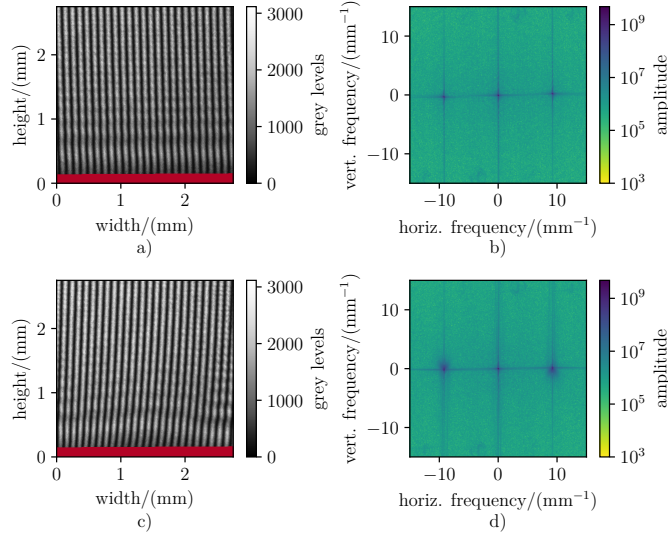 3000
2000
1000
0
grey levels
2
1
0
height/(mm)
0
1
2
width/(mm)
a)
10
0
−10
vert. frequency/(mm⁻¹)
−10
0
10
horiz. frequency/(mm⁻¹)
b)
10⁹
10⁷
10⁵
10³
amplitude
3000
2000
1000
0
grey levels
2
1
0
height/(mm)
0
1
2
width/(mm)
c)
10
0
−10
vert. frequency/(mm⁻¹)
−10
0
10
horiz. frequency/(mm⁻¹)
d)
10⁹
10⁷
10⁵
10³
amplitude